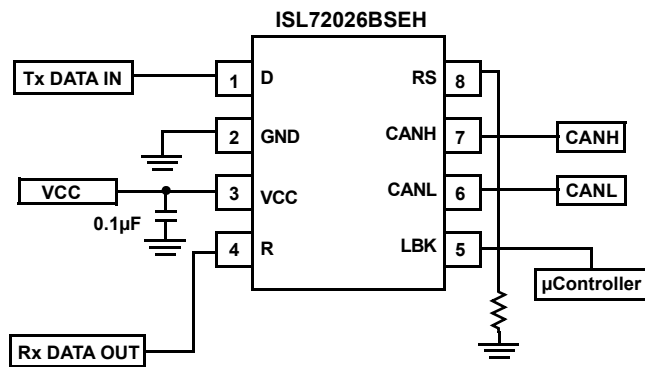 ISL72026BSEH
Tx DATA IN
1
D
RS
8
2
GND
CANH
7
CANH
VCC
3
VCC
CANL
6
CANL
0.1µF
4
R
LBK
5
µController
Rx DATA OUT